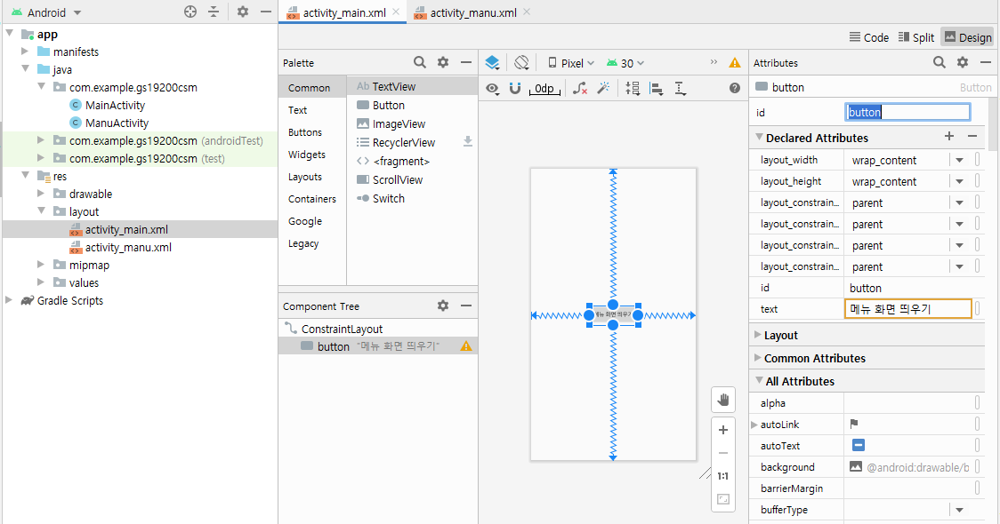 Android
activity_main.xml
activity_manu.xml
app
manifests
java
com.example.gs19200csm
MainActivity
ManuActivity
com.example.gs19200csm (androidTest)
com.example.gs19200csm (test)
res
drawable
layout
activity_main.xml
activity_manu.xml
mipmap
values
Gradle Scripts
Code
Split
Design
Palette
Common
Text
Buttons
Widgets
Layouts
Containers
Google
Legacy
Ab TextView
Button
ImageView
RecyclerView
<> <fragment>
ScrollView
Switch
Component Tree
ConstraintLayout
button "메뉴 화면 띄우기"
Pixel
30
0dp
메뉴 화면 띄우기
1:1
Attributes
button
Button
id button
Declared Attributes
layout_width wrap_content
layout_height wrap_content
layout_constrain... parent
layout_constrain... parent
layout_constrain... parent
layout_constrain... parent
id button
text 메뉴 화면 띄우기
Layout
Common Attributes
All Attributes
alpha
autoLink
autoText
background @android:drawable/b
barrierMargin
bufferType